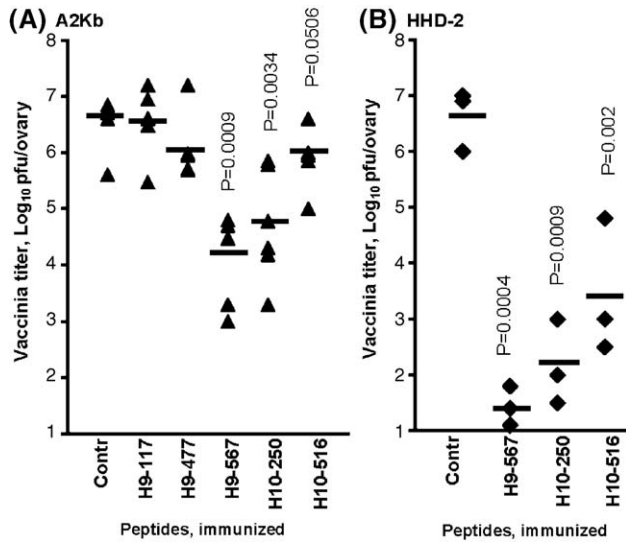 (A) A2Kb
Vaccinia titer, Log10 pfu/ovary
8
7
6
5
4
3
2
1
P=0.0009
P=0.0034
P=0.0506
Contr
H9-117
H9-477
H9-567
H10-250
H10-516
Peptides, immunized
(B) HHD-2
Vaccinia titer, Log10 pfu/ovary
8
7
6
5
4
3
2
1
P=0.0004
P=0.0009
P=0.002
Contr
H9-567
H10-250
H10-516
Peptides, immunized